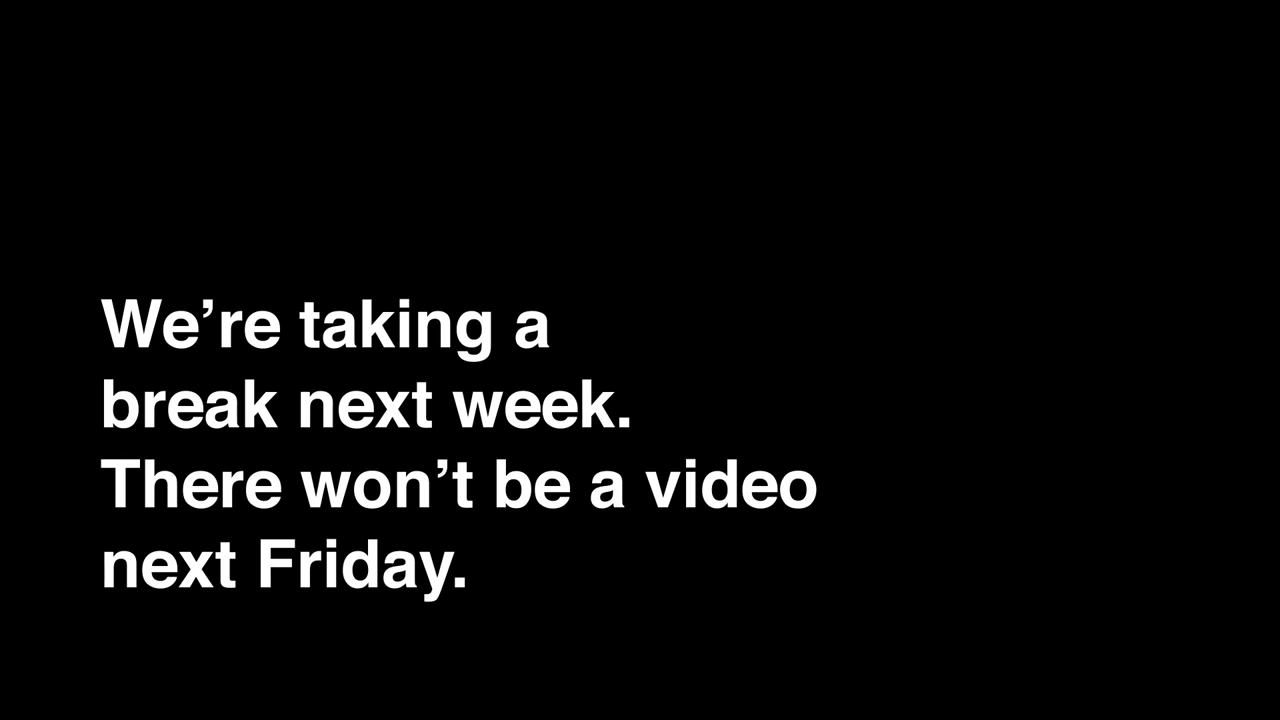 We’re taking a
break next week.
There won’t be a video
next Friday.